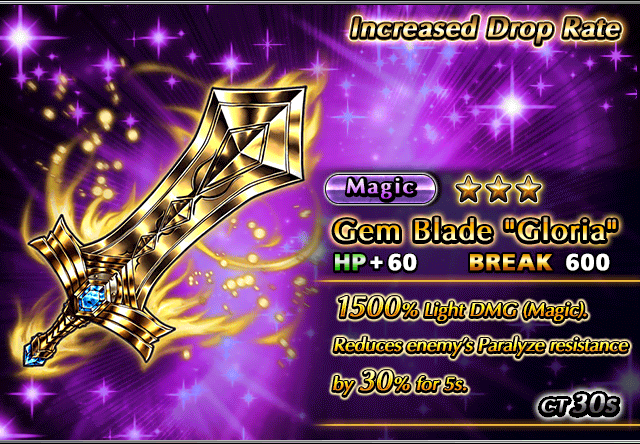 Increased Drop Rate
Magic
Gem Blade "Gloria"
HP+60 BREAK 600
1500% Light DMG (Magic).
Reduces enemy's Paralyze resistance
by 30% for 5s.
CT 30s